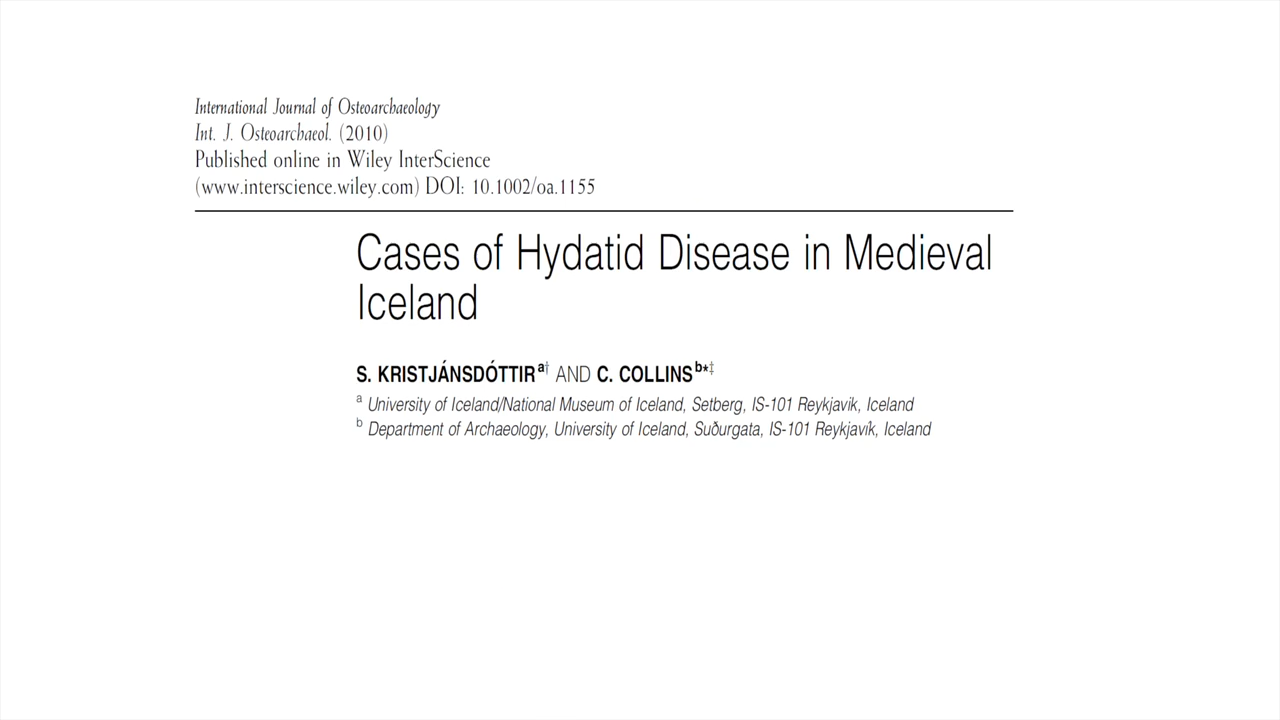 International Journal of Osteoarchaeology
Int. J. Osteoarchaeol. (2010)
Published online in Wiley InterScience
(www.interscience.wiley.com) DOI: 10.1002/oa.1155
Cases of Hydatid Disease in Medieval
Iceland
S. KRISTJÁNSDÓTTIR a† AND C. COLLINS b*‡
a University of Iceland/National Museum of Iceland, Setberg, IS-101 Reykjavik, Iceland
b Department of Archaeology, University of Iceland, Suðurgata, IS-101 Reykjavík, Iceland